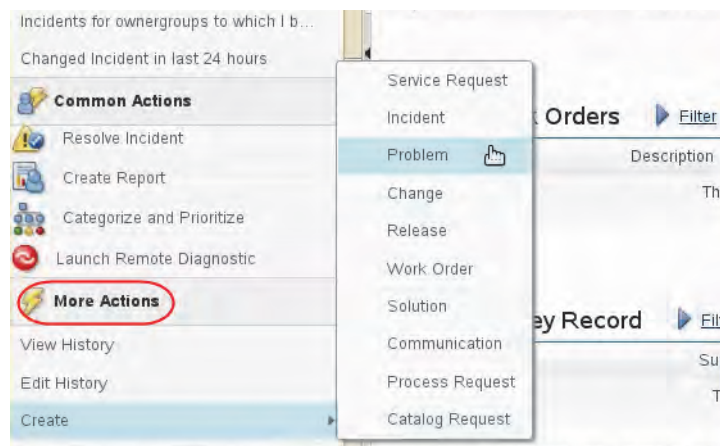 Incidents for ownergroups to which I b...
Changed Incident in last 24 hours
Common Actions
Resolve Incident
Create Report
Categorize and Prioritize
Launch Remote Diagnostic
More Actions
View History
Edit History
Create
Service Request
Incident
Problem
Change
Release
Work Order
Solution
Communication
Process Request
Catalog Request
Orders
Filter
Description
Th
ey Record
Fil
Su
T